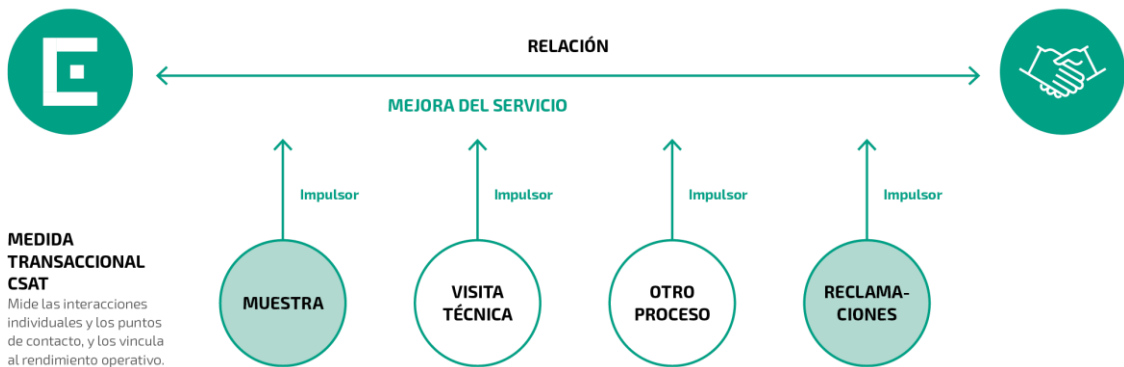 RELACIÓN
MEJORA DEL SERVICIO
Impulsor
Impulsor
Impulsor
Impulsor
MEDIDA
TRANSACCIONAL
CSAT
Mide las interacciones
individuales y los puntos
de contacto, y los vincula
al rendimiento operativo.
MUESTRA
VISITA
TÉCNICA
OTRO
PROCESO
RECLAMA-
CIONES